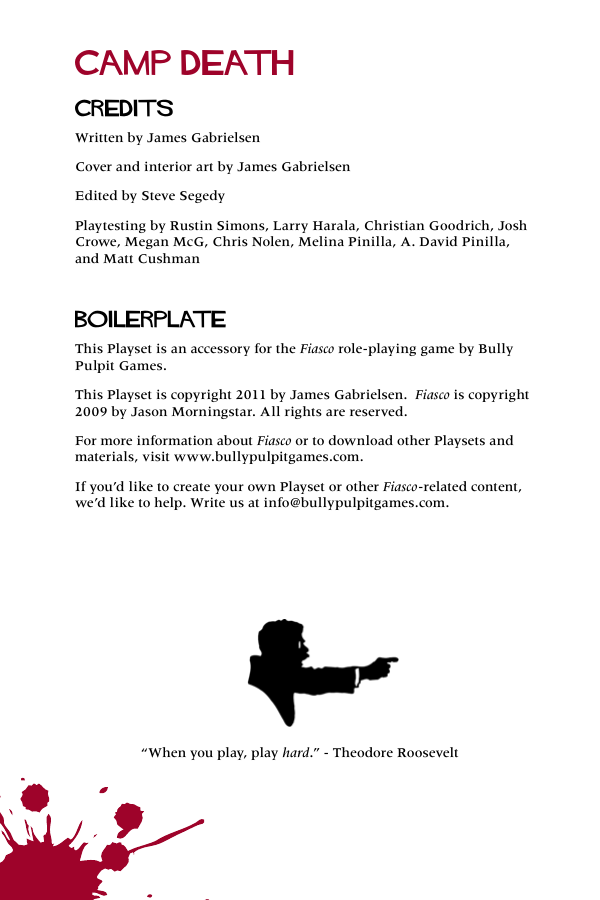 CAMP DEATH
CREDITS
Written by James Gabrielsen
Cover and interior art by James Gabrielsen
Edited by Steve Segedy
Playtesting by Rustin Simons, Larry Harala, Christian Goodrich, Josh
Crowe, Megan McG, Chris Nolen, Melina Pinilla, A. David Pinilla,
and Matt Cushman
BOILERPLATE
This Playset is an accessory for the Fiasco role-playing game by Bully
Pulpit Games.
This Playset is copyright 2011 by James Gabrielsen.  Fiasco is copyright
2009 by Jason Morningstar. All rights are reserved.
For more information about Fiasco or to download other Playsets and
materials, visit www.bullypulpitgames.com.
If you’d like to create your own Playset or other Fiasco-related content,
we’d like to help. Write us at info@bullypulpitgames.com.
“When you play, play hard.” - Theodore Roosevelt